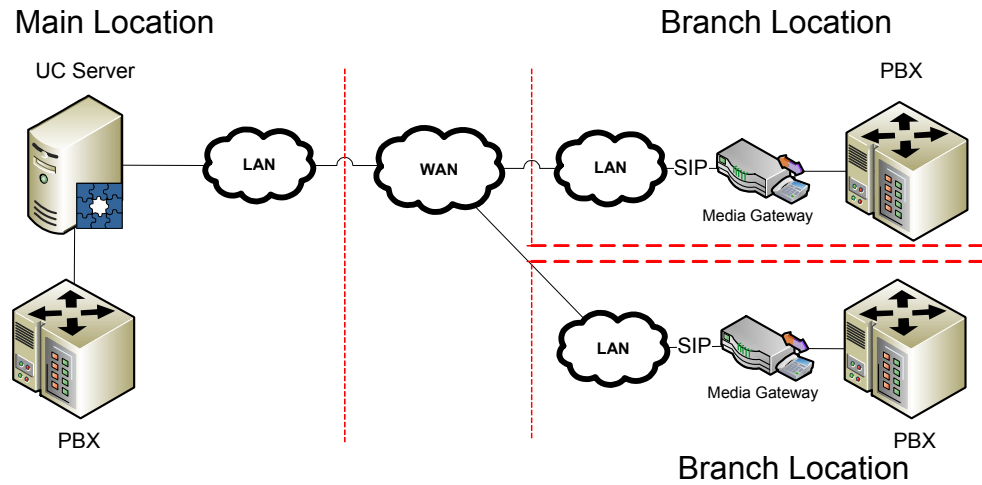 Main Location
Branch Location
UC Server
PBX
LAN
WAN
LAN
SIP
Media Gateway
LAN
SIP
Media Gateway
PBX
PBX
Branch Location